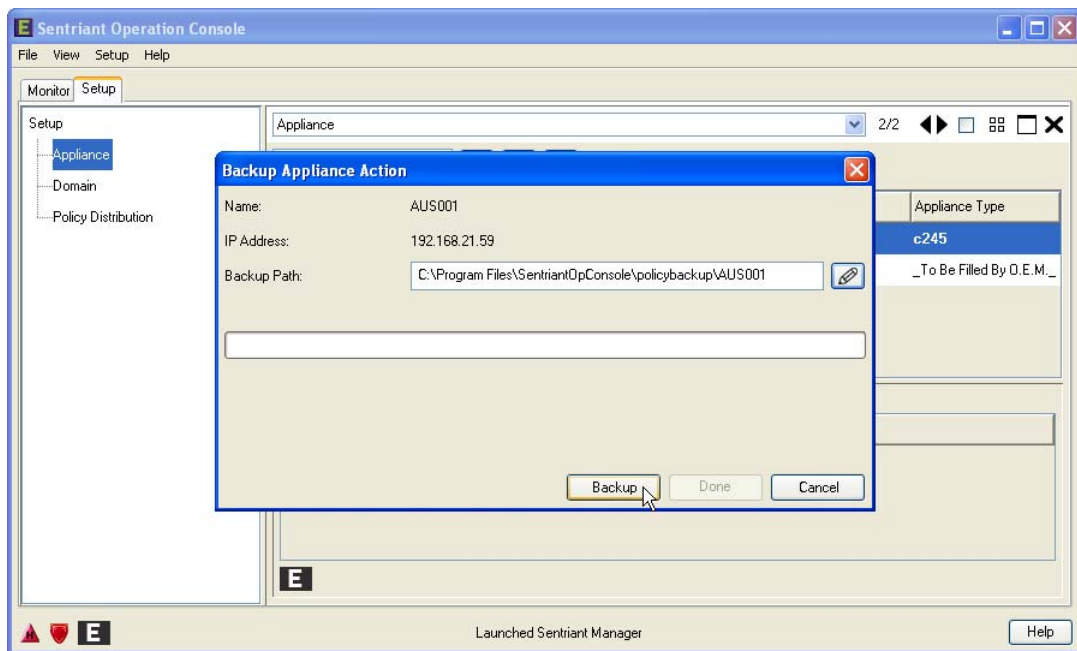 E Sentriant Operation Console
File View Setup Help
Monitor Setup
Setup
Appliance
Domain
Policy Distribution
Appliance 2/2
Backup Appliance Action
Name: AUS001
IP Address: 192.168.21.59
Backup Path: C:\Program Files\SentriantOpConsole\policybackup\AUS001
Appliance Type
c245
_To Be Filled By O.E.M._
Backup Done Cancel
E
E Launched Sentriant Manager Help